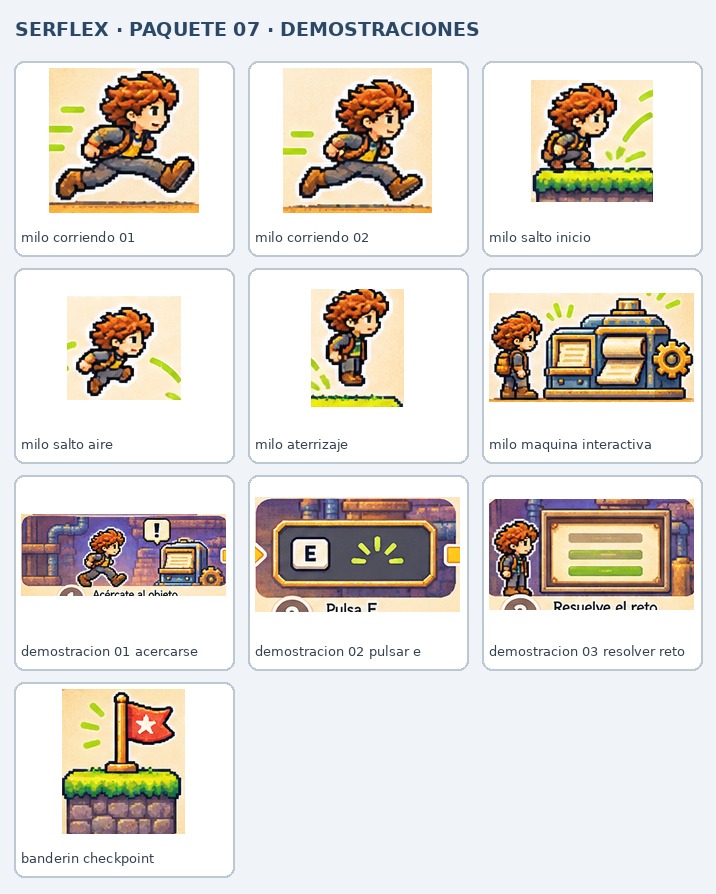 SERFLEX · PAQUETE 07 · DEMOSTRACIONES
milo corriendo 01
milo corriendo 02
milo salto inicio
milo salto aire
milo aterrizaje
milo maquina interactiva
!
Acércate al objeto
demostracion 01 acercarse
E
Pulsa E
demostracion 02 pulsar e
Resuelve el reto
demostracion 03 resolver reto
banderin checkpoint